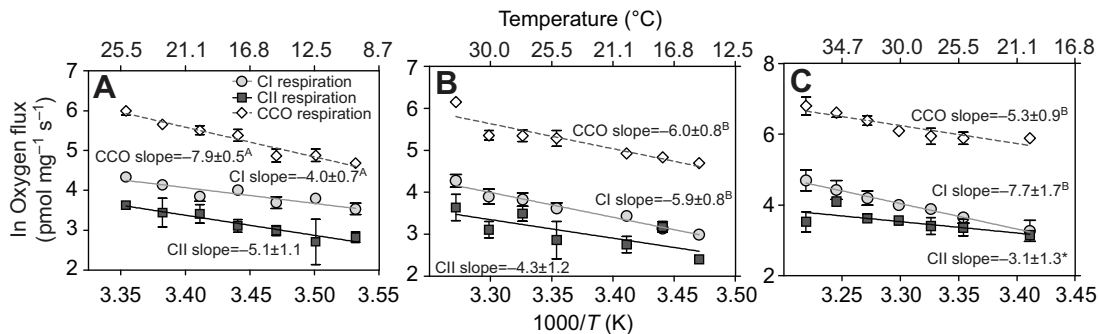 Temperature (°C)
25.5 21.1 16.8 12.5 8.7
30.0 25.5 21.1 16.8 12.5
34.7 30.0 25.5 21.1 16.8
ln Oxygen flux
(pmol mg–1 s–1)
7
6
5
4
3
2
A
CI respiration
CII respiration
CCO respiration
CCO slope=–7.9±0.5A
CI slope=–4.0±0.7A
CII slope=–5.1±1.1
3.35 3.40 3.45 3.50 3.55
7
6
5
4
3
2
B
CCO slope=–6.0±0.8B
CI slope=–5.9±0.8B
CII slope=–4.3±1.2
3.30 3.35 3.40 3.45
8
6
4
2
C
CCO slope=–5.3±0.9B
CI slope=–7.7±1.7B
CII slope=–3.1±1.3*
3.25 3.30 3.35 3.40 3.45
1000/T (K)